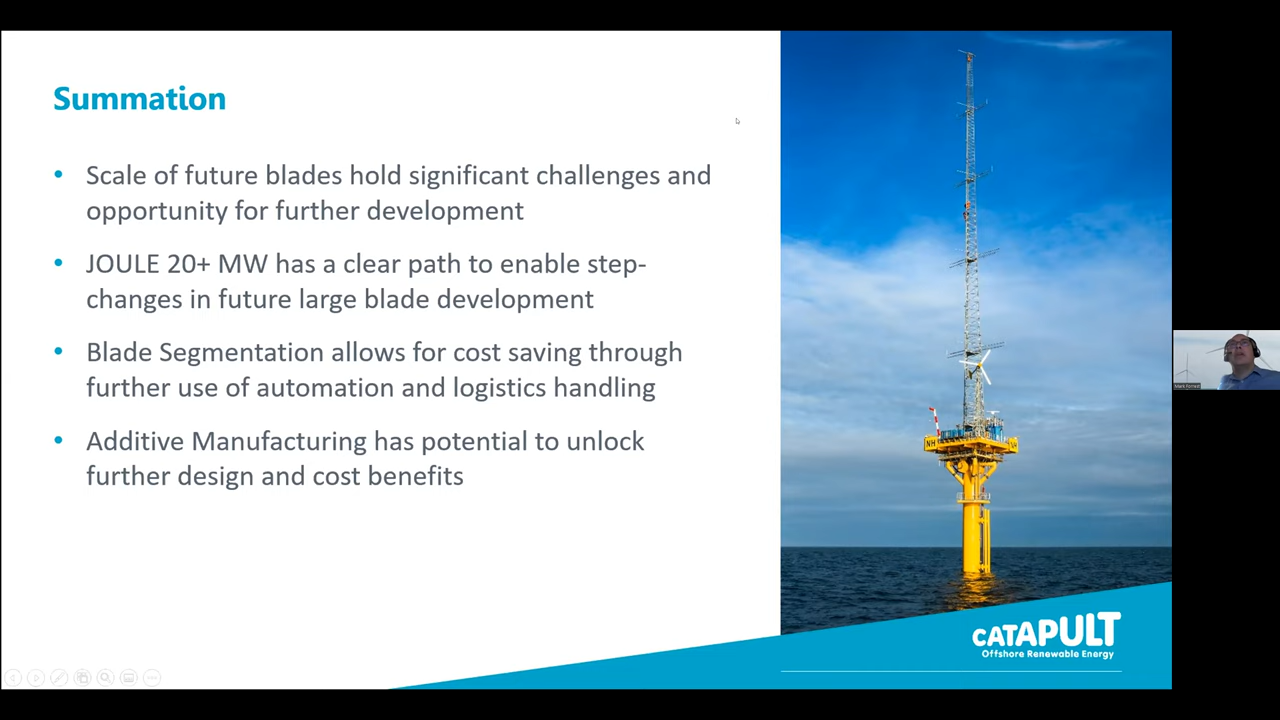 Summation
• Scale of future blades hold significant challenges and
opportunity for further development
• JOULE 20+ MW has a clear path to enable step-
changes in future large blade development
• Blade Segmentation allows for cost saving through
further use of automation and logistics handling
• Additive Manufacturing has potential to unlock
further design and cost benefits
NH
CATAPULT
Offshore Renewable Energy